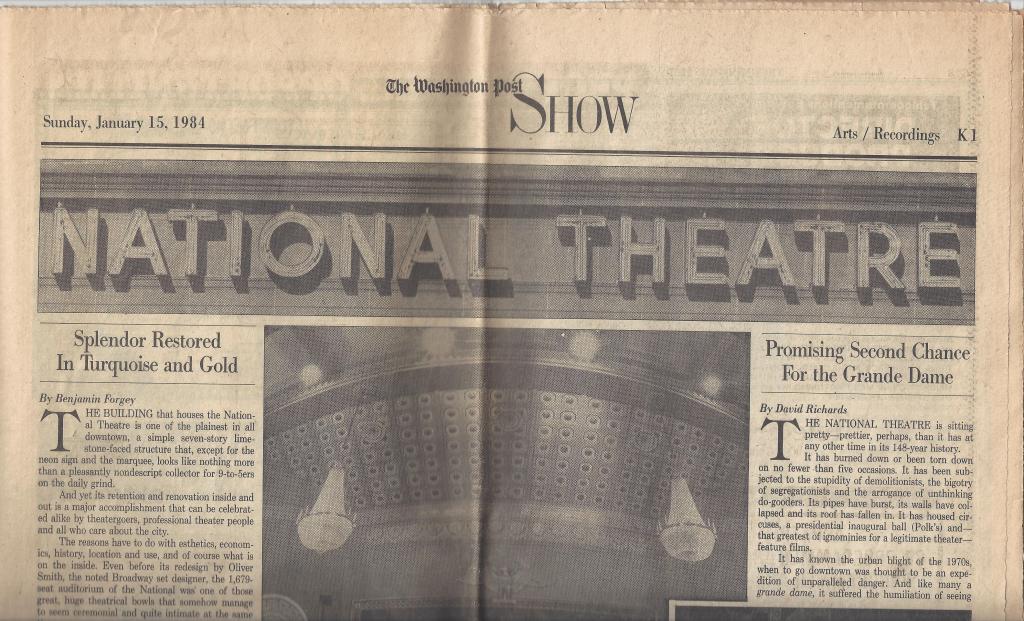 The Washington Post
SHOW
Sunday, January 15, 1984
Arts / Recordings K1
NATIONAL THEATRE
Splendor Restored
In Turquoise and Gold
By Benjamin Forgey
THE BUILDING that houses the Nation-
al Theatre is one of the plainest in all
downtown, a simple seven-story lime-
stone-faced structure that, except for the
neon sign and the marquee, looks like nothing more
than a pleasantly nondescript collector for 9-to-5ers
on the daily grind.
And yet its retention and renovation inside and
out is a major accomplishment that can be celebrat-
ed alike by theatergoers, professional theater people
and all who care about the city.
The reasons have to do with esthetics, econom-
ics, history, location and use, and of course what is
on the inside. Even before its redesign by Oliver
Smith, the noted Broadway set designer, the 1,679-
seat auditorium of the National was one of those
great, huge theatrical bowls that somehow manage
to seem ceremonial and quite intimate at the same
Promising Second Chance
For the Grande Dame
By David Richards
THE NATIONAL THEATRE is sitting
pretty—prettier, perhaps, than it has at
any other time in its 148-year history.
It has burned down or been torn down
on no fewer than five occasions. It has been sub-
jected to the stupidity of demolitionists, the bigotry
of segregationists and the arrogance of unthinking
do-gooders. Its pipes have burst, its walls have col-
lapsed and its roof has fallen in. It has housed cir-
cuses, a presidential inaugural ball (Polk's) and—
that greatest of ignominies for a legitimate theater—
feature films.
It has known the urban blight of the 1970s,
when to go downtown was thought to be an expe-
dition of unparalleled danger. And like many a
grande dame, it suffered the humiliation of seeing